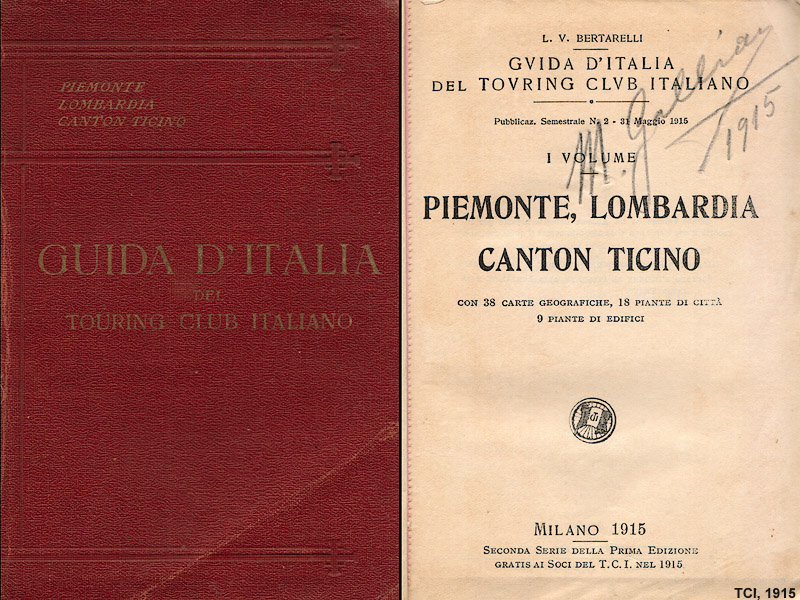 PIEMONTE
LOMBARDIA
CANTON TICINO
GUIDA D'ITALIA
DEL
TOURING CLUB ITALIANO
L. V. BERTARELLI
GVIDA D'ITALIA
DEL TOVRING CLVB ITALIANO
Pubblicaz. Semestrale N. 2 - 31 Maggio 1915
M.
1915
I VOLUME
PIEMONTE, LOMBARDIA
CANTON TICINO
CON 38 CARTE GEOGRAFICHE, 18 PIANTE DI CITTÀ
9 PIANTE DI EDIFICI
MILANO 1915
SECONDA SERIE DELLA PRIMA EDIZIONE
GRATIS AI SOCI DEL T. C. I. NEL 1915
TCI, 1915